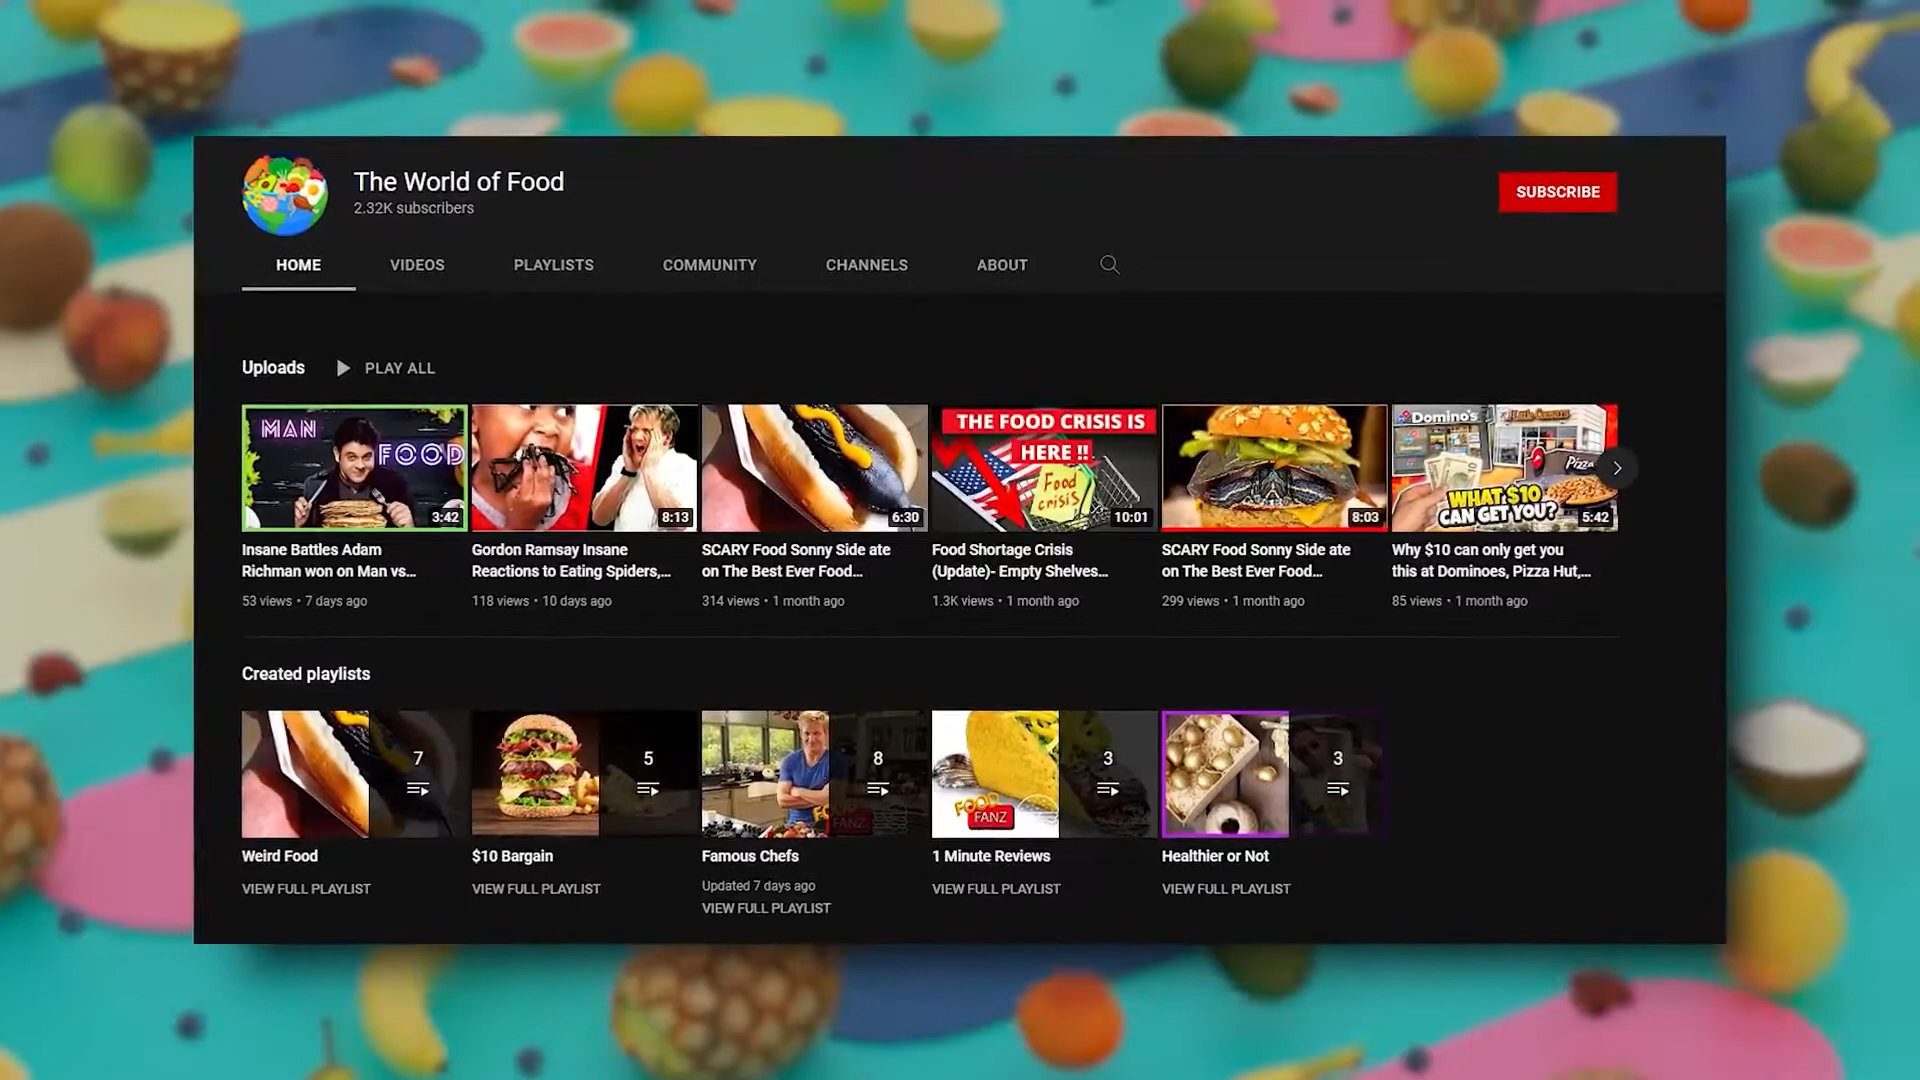 The World of Food
2.32K subscribers
SUBSCRIBE
HOME VIDEOS PLAYLISTS COMMUNITY CHANNELS ABOUT
Uploads PLAY ALL
MAN
FOOD
3:42
8:13
6:30
THE FOOD CRISIS IS
HERE !!
Food
crisis
10:01
8:03
Domino's
Little Caesars
Pizza
WHAT $10
CAN GET YOU?
5:42
Insane Battles Adam
Richman won on Man vs...
53 views • 7 days ago
Gordon Ramsay Insane
Reactions to Eating Spiders,...
118 views • 10 days ago
SCARY Food Sonny Side ate
on The Best Ever Food...
314 views • 1 month ago
Food Shortage Crisis
(Update)- Empty Shelves...
1.3K views • 1 month ago
SCARY Food Sonny Side ate
on The Best Ever Food...
299 views • 1 month ago
Why $10 can only get you
this at Dominoes, Pizza Hut,...
85 views • 1 month ago
Created playlists
7
5
8
FANZ
3
FOOD
FANZ
3
Weird Food
VIEW FULL PLAYLIST
$10 Bargain
VIEW FULL PLAYLIST
Famous Chefs
Updated 7 days ago
VIEW FULL PLAYLIST
1 Minute Reviews
VIEW FULL PLAYLIST
Healthier or Not
VIEW FULL PLAYLIST